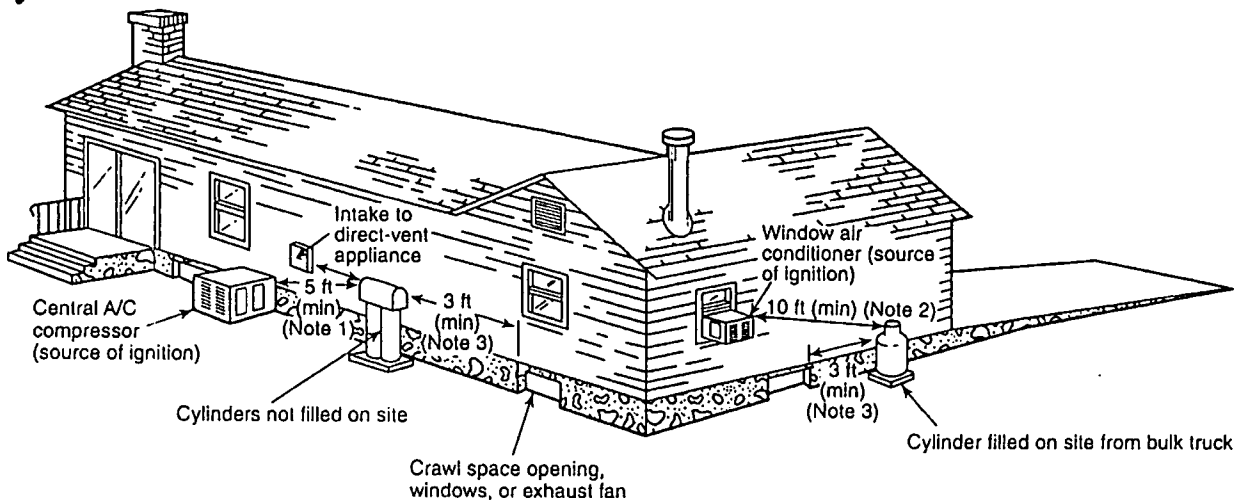 Intake to
direct-vent
appliance
Window air
conditioner (source
of ignition)
5 ft
(min)
(Note 1)
3 ft
(min)
(Note 3)
10 ft (min) (Note 2)
Central A/C
compressor
(source of ignition)
3 ft
(min)
(Note 3)
Cylinders not filled on site
Cylinder filled on site from bulk truck
Crawl space opening,
windows, or exhaust fan